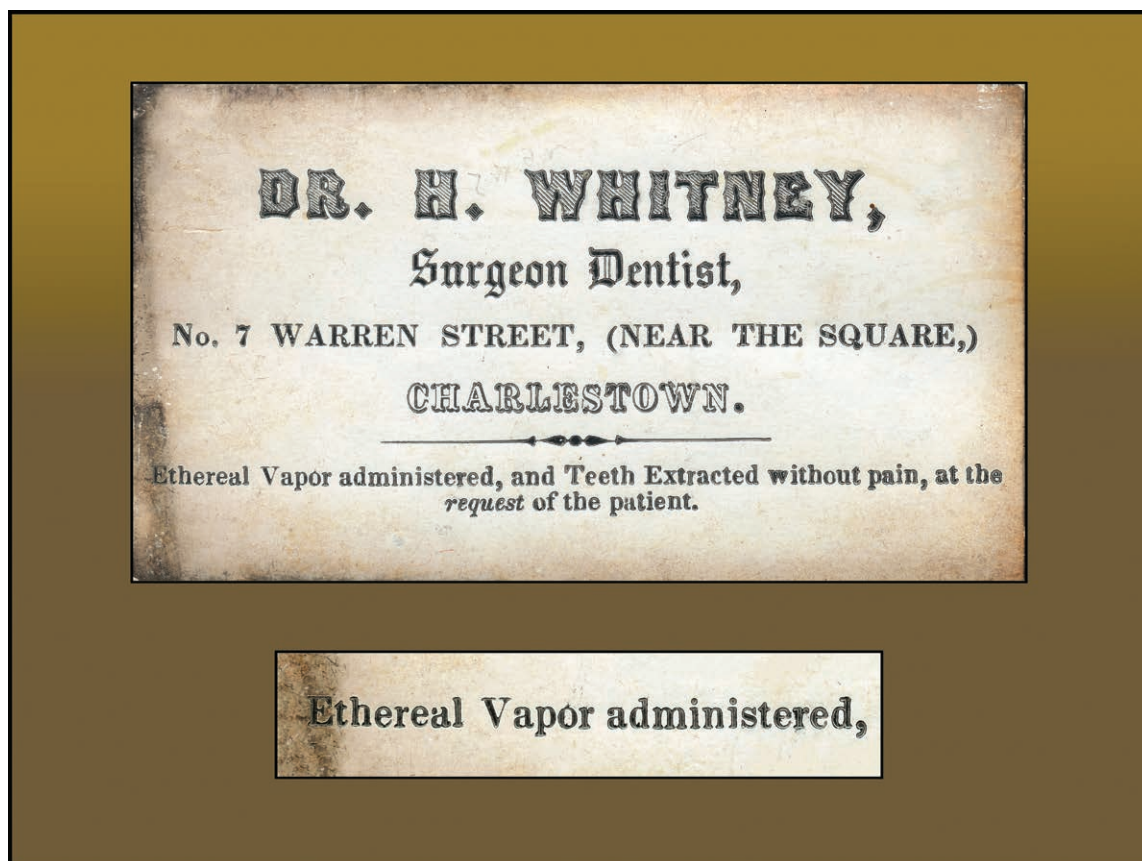 DR. H. WHITNEY,
Surgeon Dentist,
No. 7 WARREN STREET, (NEAR THE SQUARE,)
CHARLESTOWN.
Ethereal Vapor administered, and Teeth Extracted without pain, at the
request of the patient.
Ethereal Vapor administered,